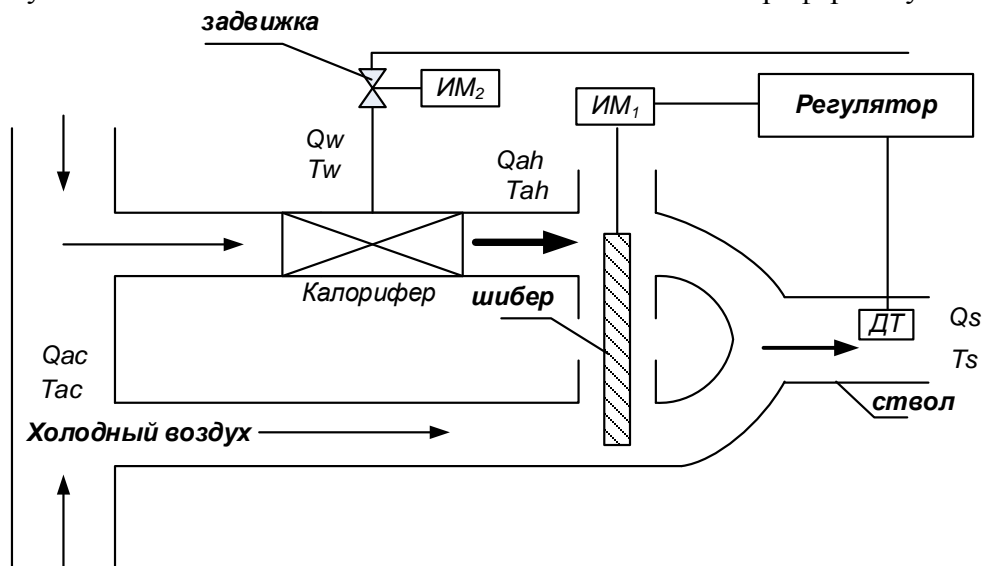 задвижка
ИМ2
ИМ1
Регулятор
Qw
Tw
Qah
Tah
Калорифер
шибер
ДТ
Qs
Ts
Qac
Tac
ствол
Холодный воздух